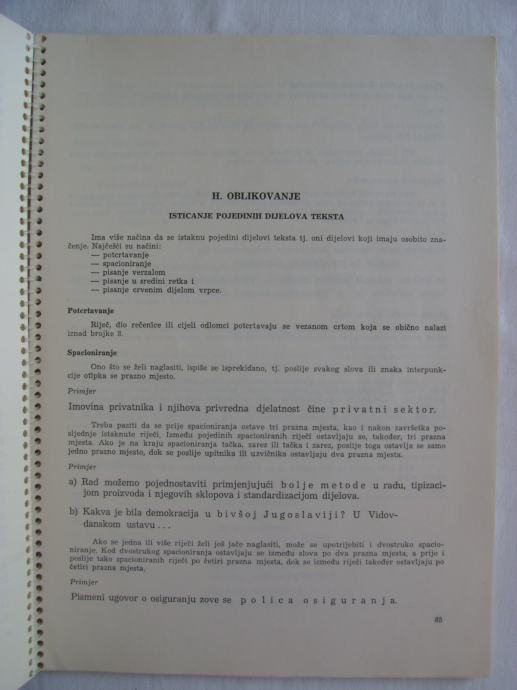 H. OBLIKOVANJE
ISTICANJE POJEDINIH DIJELOVA TEKSTA
Ima više načina da se istaknu pojedini dijelovi teksta tj. oni dijelovi koji imaju osobito zna-
čenje. Najčešći su načini:
— potcrtavanje
— spacioniranje
— pisanje verzalom
— pisanje u sredini retka i
— pisanje crvenim dijelom vrpce.
Potcrtavanje
Riječ, dio rečenice ili cijeli odlomci potcrtavaju se vezanom crtom koja se obično nalazi
iznad brojke 8.
Spacioniranje
Ono što se želi naglasiti, ispiše se isprekidano, tj. poslije svakog slova ili znaka interpunk-
cije otipka se prazno mjesto.
Primjer
Imovina privatnika i njihova privredna djelatnost čine p r i v a t n i s e k t o r.
Treba paziti da se prije spacioniranja ostave tri prazna mjesta, kao i nakon završetka po-
sljednje istaknute riječi. Između pojedinih spacioniranih riječi ostavljaju se, također, tri prazna
mjesta. Ako je na kraju spacioniranja tačka, zarez ili tačka i zarez, poslije toga ostavlja se samo
jedno prazno mjesto, dok se poslije upitnika ili uzvičnika ostavljaju dva prazna mjesta.
Primjer
a) Rad možemo pojednostaviti primjenjujući b o l j e m e t o d e u radu, tipizaci-
jom proizvoda i njegovih sklopova i standardizacijom dijelova.
b) Kakva je bila demokracija u b i v š o j J u g o s l a v i j i ? U Vidov-
danskom ustavu . . .
Ako se jedna ili više riječi želi još jače naglasiti, može se upotrijebiti i dvostruko spacio-
niranje. Kod dvostrukog spacioniranja ostavljaju se između slova po dva prazna mjesta, a prije i
poslije tako spacioniranih riječi po četiri prazna mjesta, dok se između riječi također ostavljaju po
četiri prazna mjesta.
Primjer
Pismeni ugovor o osiguranju zove se p o l i c a o s i g u r a n j a.
85